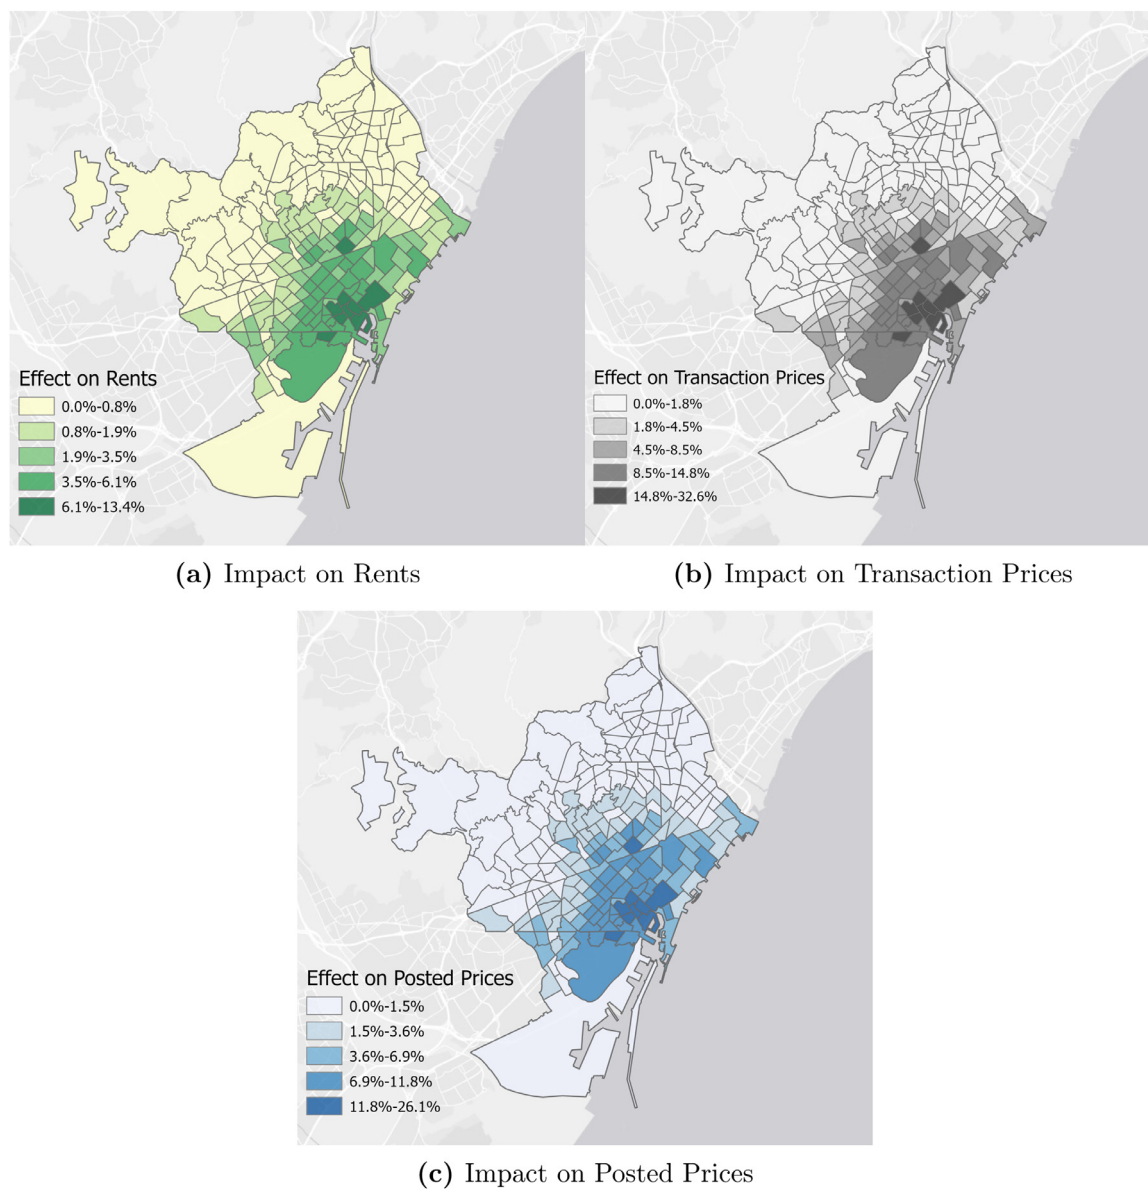 Effect on Rents
0.0%-0.8%
0.8%-1.9%
1.9%-3.5%
3.5%-6.1%
6.1%-13.4%
Effect on Transaction Prices
0.0%-1.8%
1.8%-4.5%
4.5%-8.5%
8.5%-14.8%
14.8%-32.6%
(a) Impact on Rents
(b) Impact on Transaction Prices
Effect on Posted Prices
0.0%-1.5%
1.5%-3.6%
3.6%-6.9%
6.9%-11.8%
11.8%-26.1%
(c) Impact on Posted Prices